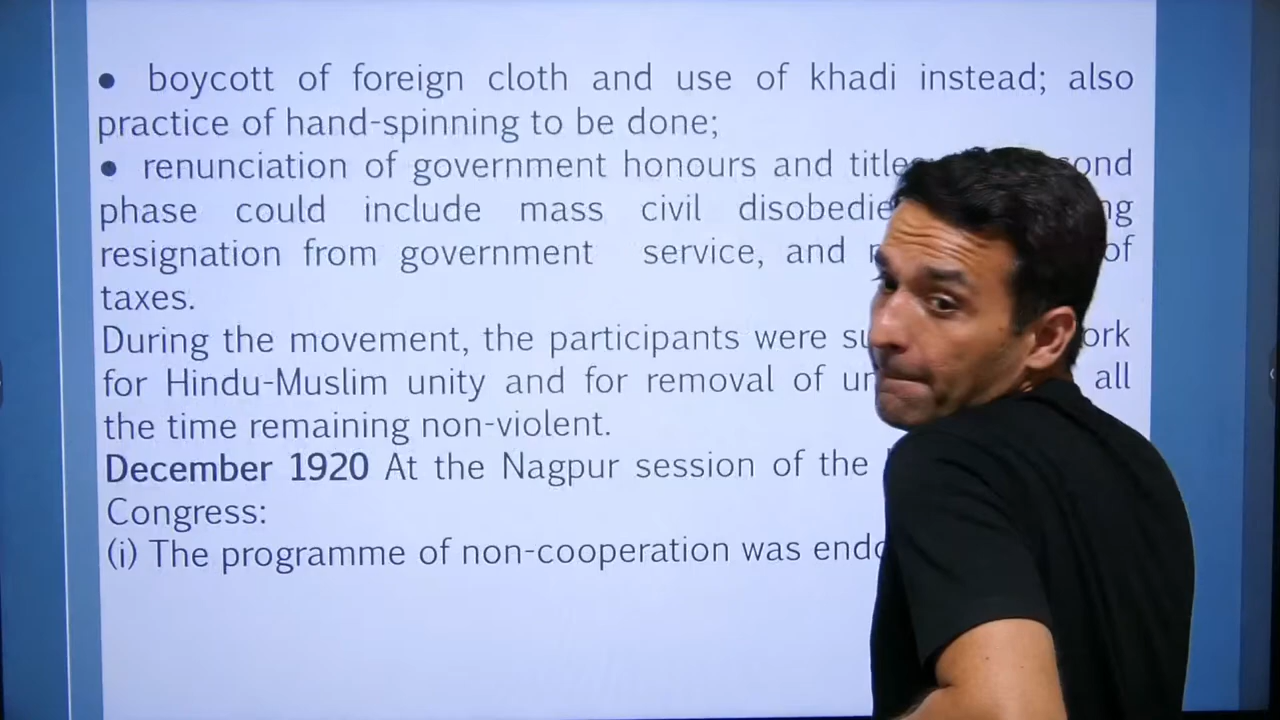 ● boycott of foreign cloth and use of khadi instead; also
practice of hand-spinning to be done;
● renunciation of government honours and
phase could include mass civil
resignation from government service, and of
taxes.
During the movement, the participants were
for Hindu-Muslim unity and for removal of all
the time remaining non-violent.
December 1920 At the Nagpur session of the
Congress:
(i) The programme of non-cooperation was